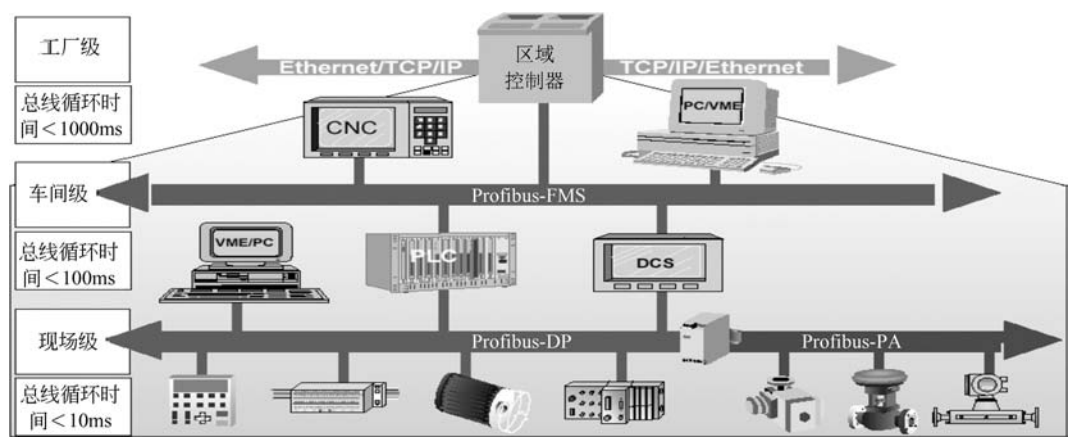 工厂级
总线循环时
间<1000ms
Ethernet/TCP/IP
区域
控制器
TCP/IP/Ethernet
CNC
PC/VME
车间级
Profibus-FMS
总线循环时
间<100ms
VME/PC
PLC
DCS
现场级
Profibus-DP
Profibus-PA
总线循环时
间<10ms